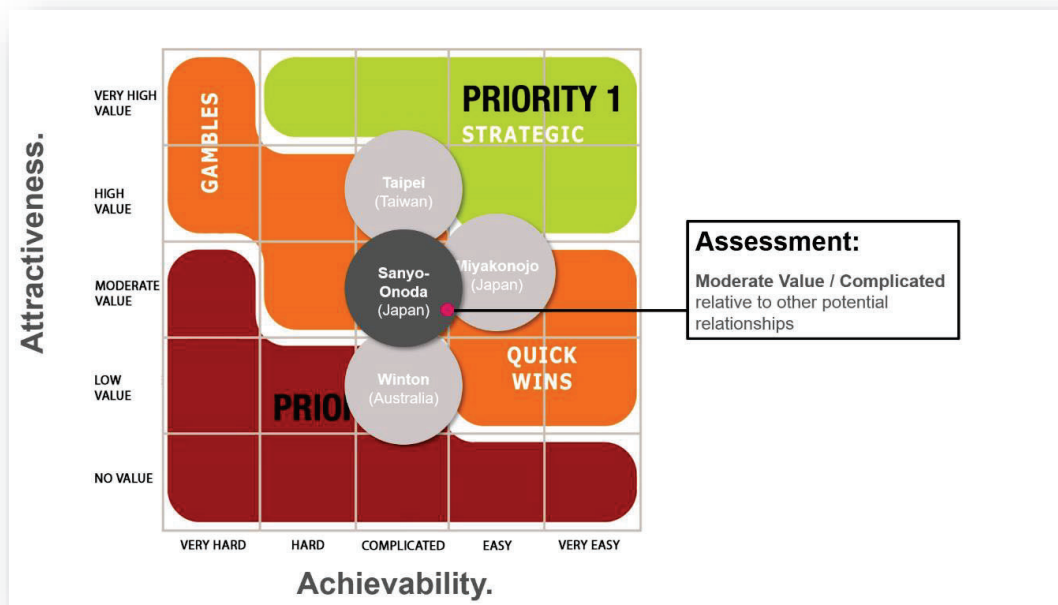 Attractiveness.
VERY HIGH
VALUE
HIGH
VALUE
MODERATE
VALUE
LOW
VALUE
NO VALUE
GAMBLES
PRIORITY 1
STRATEGIC
Taipei
(Taiwan)
Sanyo-
Onoda
(Japan)
Miyakonojo
(Japan)
Winton
(Australia)
QUICK
WINS
Assessment:
Moderate Value / Complicated
relative to other potential
relationships
VERY HARD
HARD
COMPLICATED
EASY
VERY EASY
Achievability.